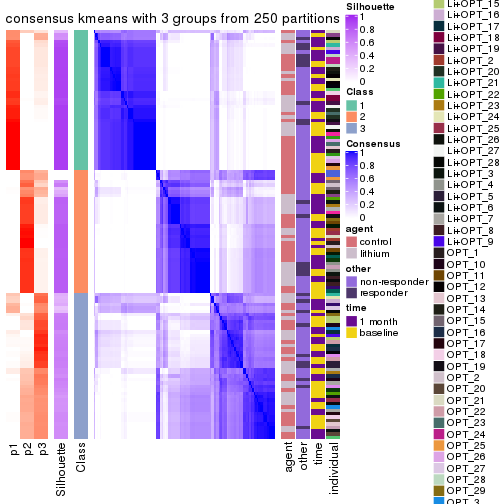 consensus kmeans with 3 groups from 250 partitions
p1
p2
p3
Silhouette
Class
agent
other
time
individual
Silhouette
1
0.8
0.6
0.4
0.2
0
Class
1
2
3
Consensus
1
0.8
0.6
0.4
0.2
0
agent
control
lithium
other
non-responder
responder
time
1 month
baseline
Li+OPT_15
Li+OPT_16
Li+OPT_17
Li+OPT_18
Li+OPT_19
Li+OPT_2
Li+OPT_20
Li+OPT_21
Li+OPT_22
Li+OPT_23
Li+OPT_24
Li+OPT_25
Li+OPT_26
Li+OPT_27
Li+OPT_28
Li+OPT_3
Li+OPT_4
Li+OPT_5
Li+OPT_6
Li+OPT_7
Li+OPT_8
Li+OPT_9
OPT_1
OPT_10
OPT_11
OPT_12
OPT_13
OPT_14
OPT_15
OPT_16
OPT_17
OPT_18
OPT_19
OPT_2
OPT_20
OPT_21
OPT_22
OPT_23
OPT_24
OPT_25
OPT_26
OPT_27
OPT_28
OPT_29
OPT_3